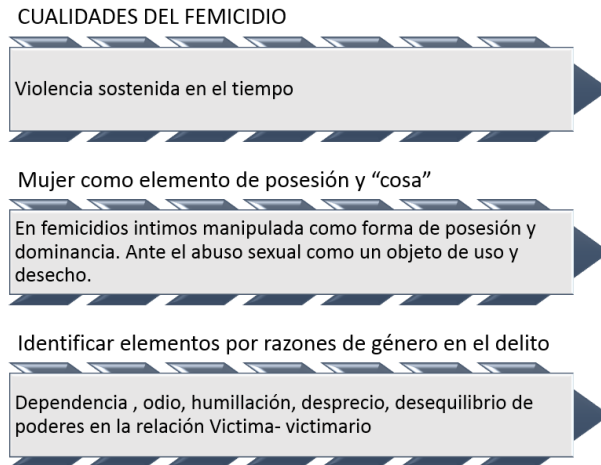 CUALIDADES DEL FEMICIDIO
Violencia sostenida en el tiempo
Mujer como elemento de posesión y “cosa”
En femicidios intimos manipulada como forma de posesión y
dominancia. Ante el abuso sexual como un objeto de uso y
desecho.
Identificar elementos por razones de género en el delito
Dependencia , odio, humillación, desprecio, desequilibrio de
poderes en la relación Victima- victimario